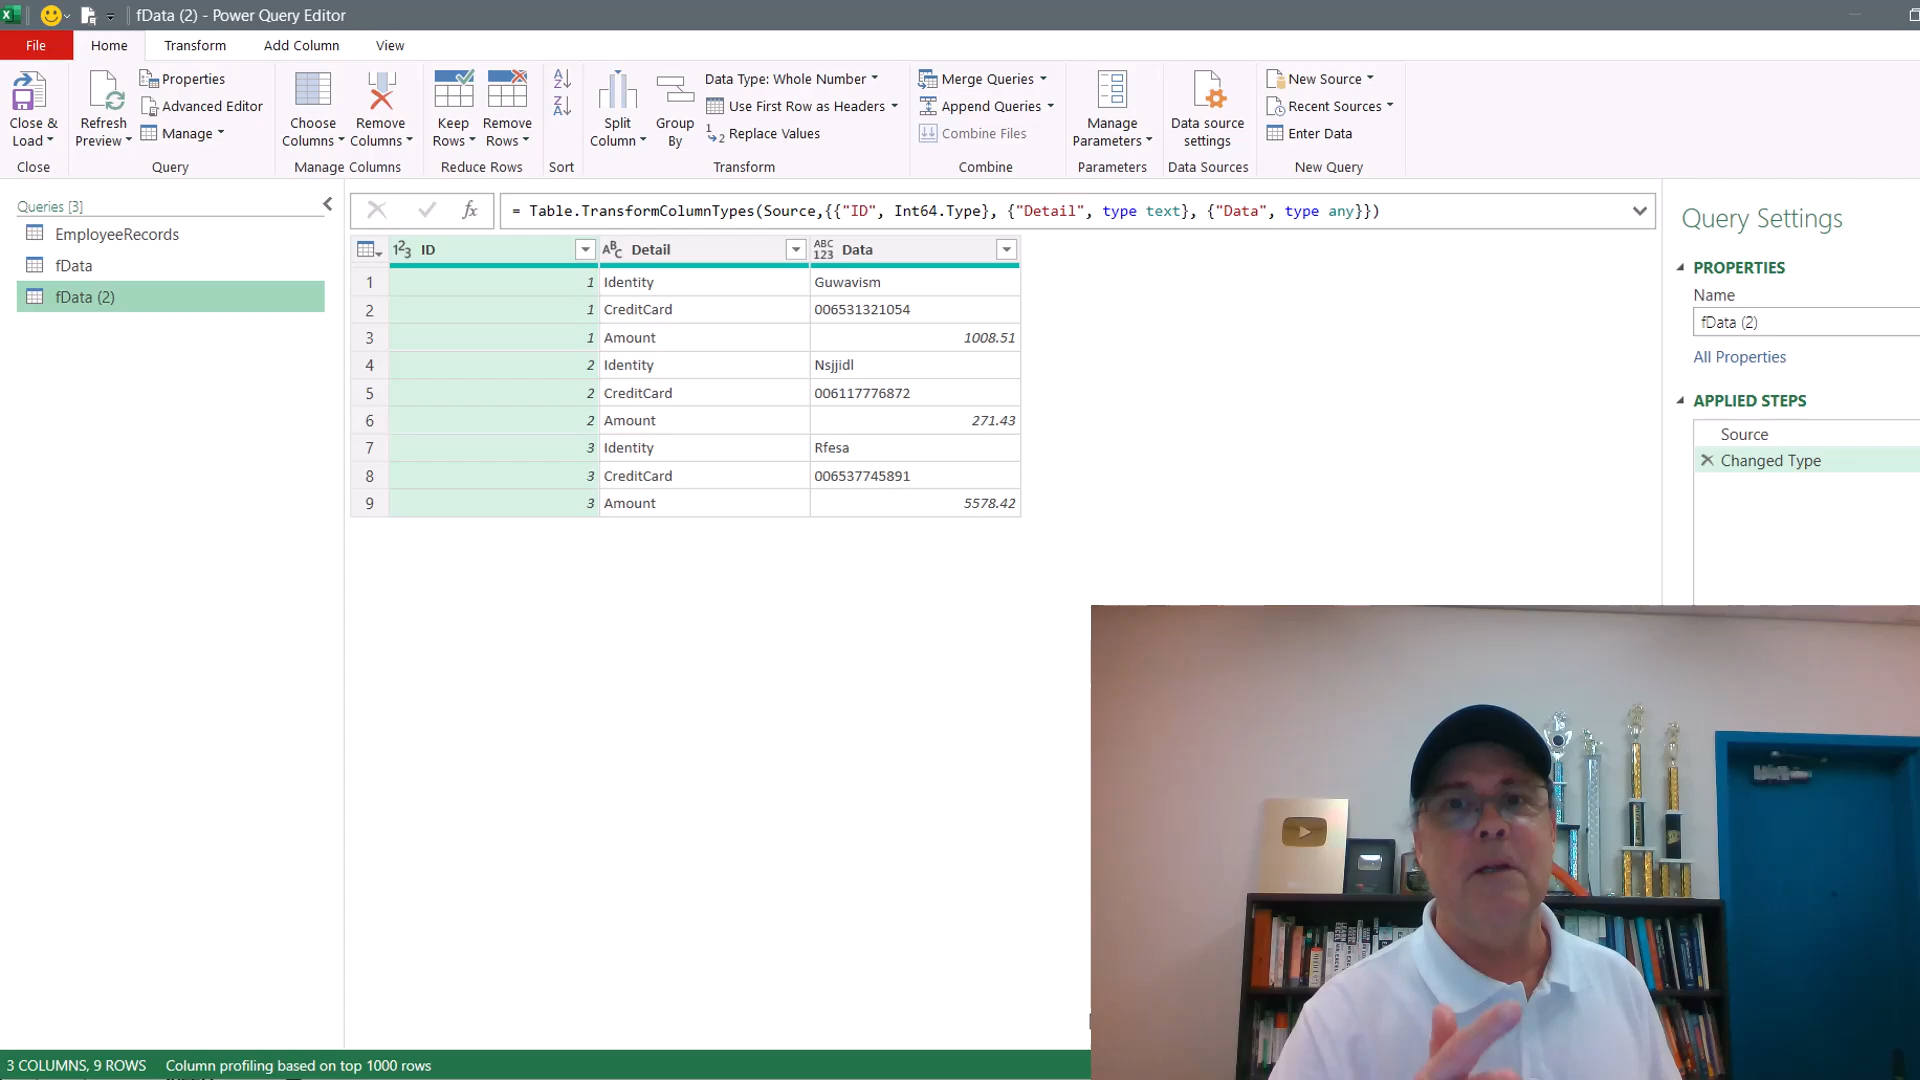 fData (2) - Power Query Editor
File Home Transform Add Column View
Close & Load
Close
Refresh Preview
Properties
Advanced Editor
Manage
Query
Choose Columns
Remove Columns
Manage Columns
Keep Rows
Remove Rows
Reduce Rows
Sort
Split Column
Group By
Data Type: Whole Number
Use First Row as Headers
Replace Values
Transform
Merge Queries
Append Queries
Combine Files
Combine
Manage Parameters
Parameters
Data source settings
Data Sources
New Source
Recent Sources
Enter Data
New Query
Queries [3]
EmployeeRecords
fData
fData (2)
fx = Table.TransformColumnTypes(Source,{{"ID", Int64.Type}, {"Detail", type text}, {"Data", type any}})
123 ID ABC Detail ABC 123 Data
1 1 Identity Guwavism
2 1 CreditCard 006531321054
3 1 Amount 1008.51
4 2 Identity Nsjjidl
5 2 CreditCard 006117776872
6 2 Amount 271.43
7 3 Identity Rfesa
8 3 CreditCard 006537745891
9 3 Amount 5578.42
Query Settings
PROPERTIES
Name
fData (2)
All Properties
APPLIED STEPS
Source
Changed Type
3 COLUMNS, 9 ROWS Column profiling based on top 1000 rows